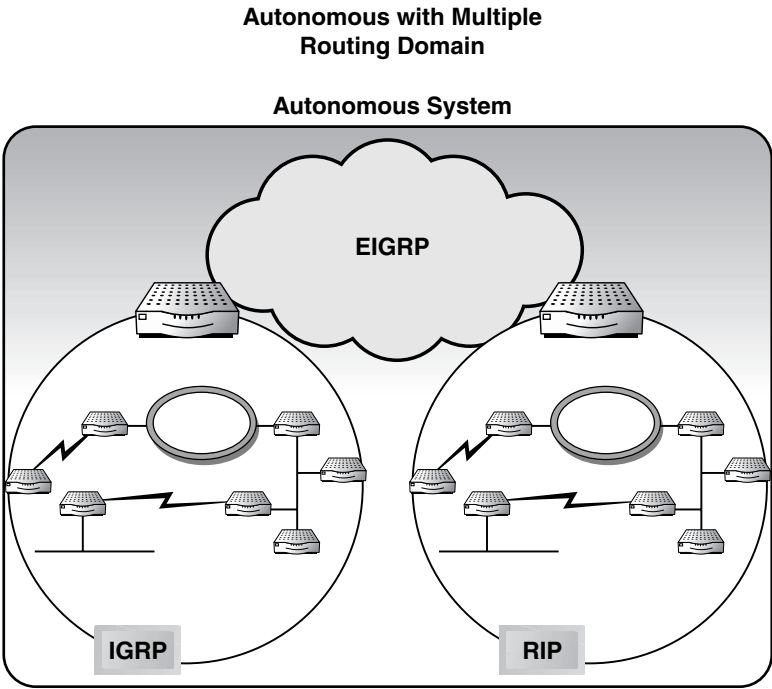 Autonomous with Multiple
Routing Domain
Autonomous System
EIGRP
IGRP
RIP